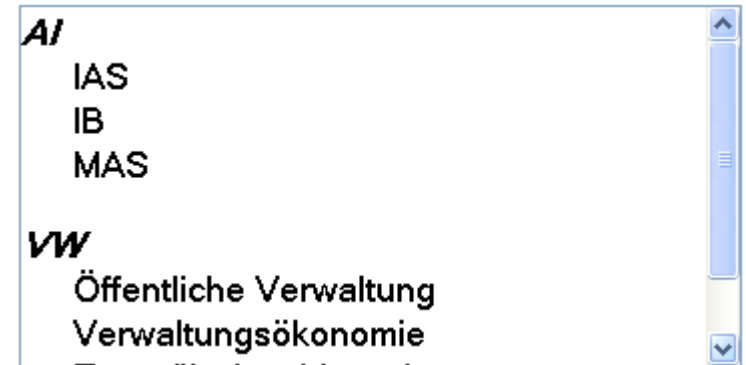 AI
IAS
IB
MAS
VW
Öffentliche Verwaltung
Verwaltungsökonomie